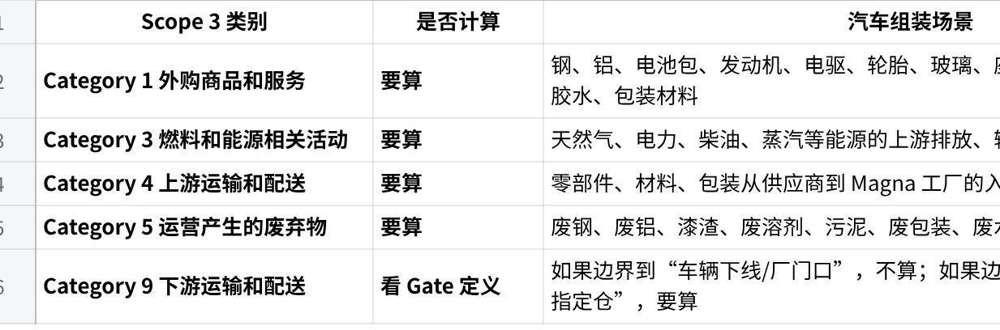 1 Scope 3 类别 是否计算 汽车组装场景
2 Category 1 外购商品和服务 要算 钢、铝、电池包、发动机、电驱、轮胎、玻璃、
胶水、包装材料
3 Category 3 燃料和能源相关活动 要算 天然气、电力、柴油、蒸汽等能源的上游排放、
4 Category 4 上游运输和配送 要算 零部件、材料、包装从供应商到 Magna 工厂的入
5 Category 5 运营产生的废弃物 要算 废钢、废铝、漆渣、废溶剂、污泥、废包装、废
6 Category 9 下游运输和配送 看 Gate 定义 如果边界到“车辆下线/厂门口”，不算；如果边
指定仓”，要算